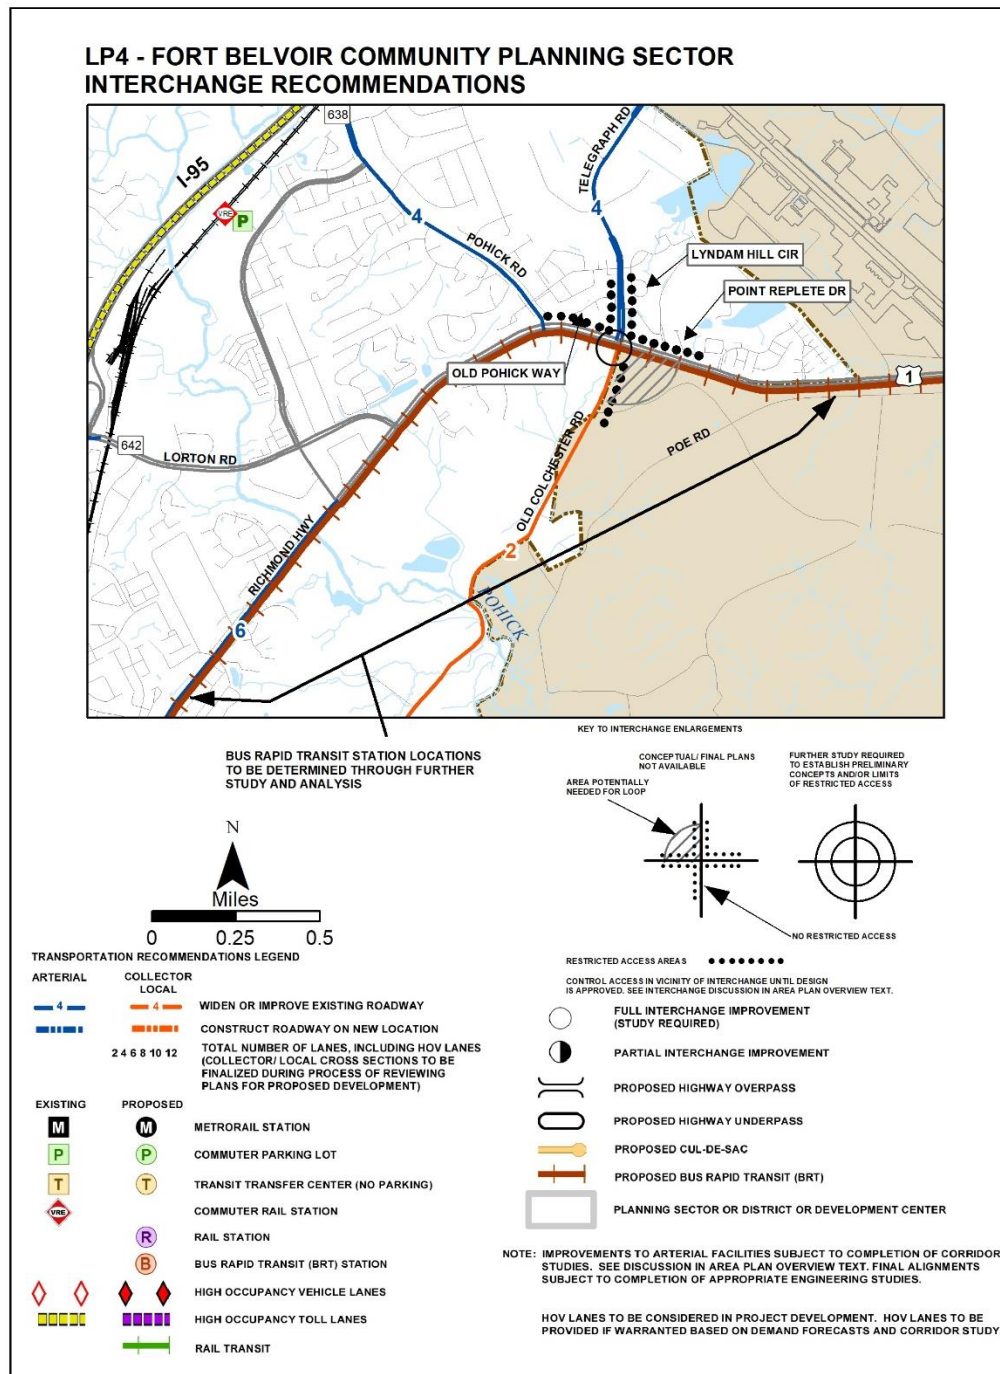 LP4 - FORT BELVOIR COMMUNITY PLANNING SECTOR
INTERCHANGE RECOMMENDATIONS
638
I-95
TELEGRAPH RD
VRE
P
4
4
POHICK RD
LYNDAM HILL CIR
POINT REPLETE DR
OLD POHICK WAY
1
642
LORTON RD
POE RD
OLD COLCHESTER RD
RICHMOND HWY
2
POHICK
6
BUS RAPID TRANSIT STATION LOCATIONS
TO BE DETERMINED THROUGH FURTHER
STUDY AND ANALYSIS
KEY TO INTERCHANGE ENLARGEMENTS
CONCEPTUAL/ FINAL PLANS
NOT AVAILABLE
AREA POTENTIALLY
NEEDED FOR LOOP
FURTHER STUDY REQUIRED
TO ESTABLISH PRELIMINARY
CONCEPTS AND/OR LIMITS
OF RESTRICTED ACCESS
NO RESTRICTED ACCESS
RESTRICTED ACCESS AREAS
CONTROL ACCESS IN VICINITY OF INTERCHANGE UNTIL DESIGN
IS APPROVED. SEE INTERCHANGE DISCUSSION IN AREA PLAN OVERVIEW TEXT.
N
Miles
0 0.25 0.5
TRANSPORTATION RECOMMENDATIONS LEGEND
ARTERIAL COLLECTOR
LOCAL
4 4 WIDEN OR IMPROVE EXISTING ROADWAY
CONSTRUCT ROADWAY ON NEW LOCATION
2 4 6 8 10 12 TOTAL NUMBER OF LANES, INCLUDING HOV LANES
(COLLECTOR/ LOCAL CROSS SECTIONS TO BE
FINALIZED DURING PROCESS OF REVIEWING
PLANS FOR PROPOSED DEVELOPMENT)
EXISTING PROPOSED
M M METRORAIL STATION
P P COMMUTER PARKING LOT
T T TRANSIT TRANSFER CENTER (NO PARKING)
VRE COMMUTER RAIL STATION
R RAIL STATION
B BUS RAPID TRANSIT (BRT) STATION
HIGH OCCUPANCY VEHICLE LANES
HIGH OCCUPANCY TOLL LANES
RAIL TRANSIT
FULL INTERCHANGE IMPROVEMENT
(STUDY REQUIRED)
PARTIAL INTERCHANGE IMPROVEMENT
PROPOSED HIGHWAY OVERPASS
PROPOSED HIGHWAY UNDERPASS
PROPOSED CUL-DE-SAC
PROPOSED BUS RAPID TRANSIT (BRT)
PLANNING SECTOR OR DISTRICT OR DEVELOPMENT CENTER
NOTE: IMPROVEMENTS TO ARTERIAL FACILITIES SUBJECT TO COMPLETION OF CORRIDOR
STUDIES. SEE DISCUSSION IN AREA PLAN OVERVIEW TEXT. FINAL ALIGNMENTS
SUBJECT TO COMPLETION OF APPROPRIATE ENGINEERING STUDIES.
HOV LANES TO BE CONSIDERED IN PROJECT DEVELOPMENT. HOV LANES TO BE
PROVIDED IF WARRANTED BASED ON DEMAND FORECASTS AND CORRIDOR STUDY